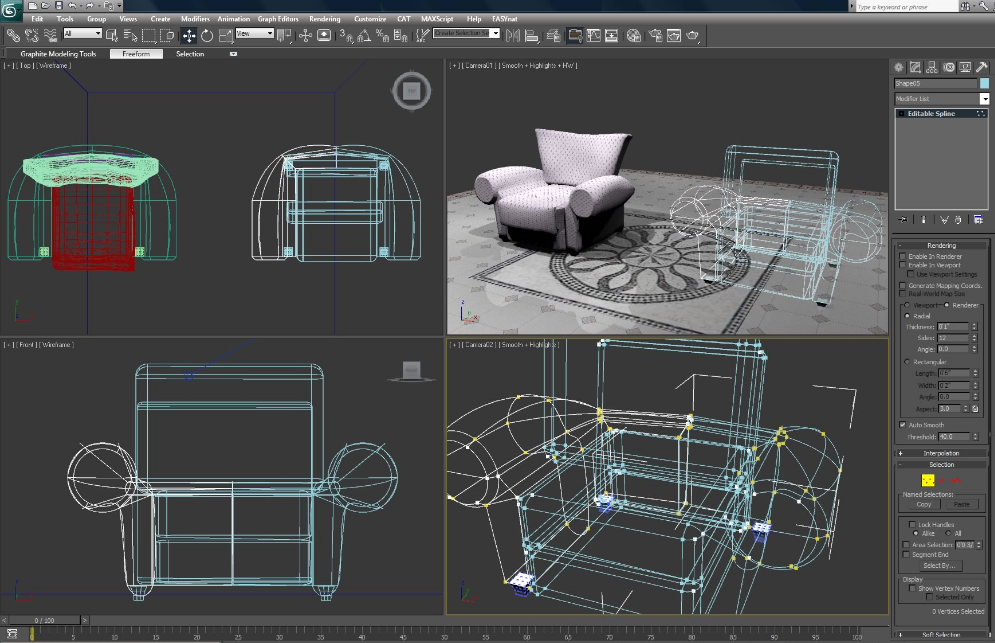 Type a keyword or phrase
Edit Tools Group Views Create Modifiers Animation Graph Editors Rendering Customize CAT MAXScript Help EASYnat
All View Create Selection Se
Graphite Modeling Tools Freeform Selection
[ + ] [ Top ] [ Wireframe ]
[ + ] [ Camera01 ] [ Smooth + Highlights + HW ]
Shape05
Modifier List
Editable Spline
Rendering
Enable In Renderer
Enable In Viewport
Use Viewport Settings
Generate Mapping Coords.
Real-World Map Size
Viewport Renderer
Radial
Thickness: 0'1"
Sides: 12
Angle: 0.0
Rectangular
Length: 0'6"
Width: 0'2"
Angle: 0.0
Aspect: 3.0
Auto Smooth
Threshold: 40.0
Interpolation
Selection
Named Selections:
Copy Paste
Lock Handles
Alike All
Area Selection:
Segment End
Select By...
Display
Show Vertex Numbers
Selected Only
0 Vertices Selected
Soft Selection
[ + ] [ Front ] [ Wireframe ]
[ + ] [ Camera02 ] [ Smooth + Highlights ]
0 / 100
0 5 10 15 20 25 30 35 40 45 50 55 60 65 70 75 80 85 90 95 100